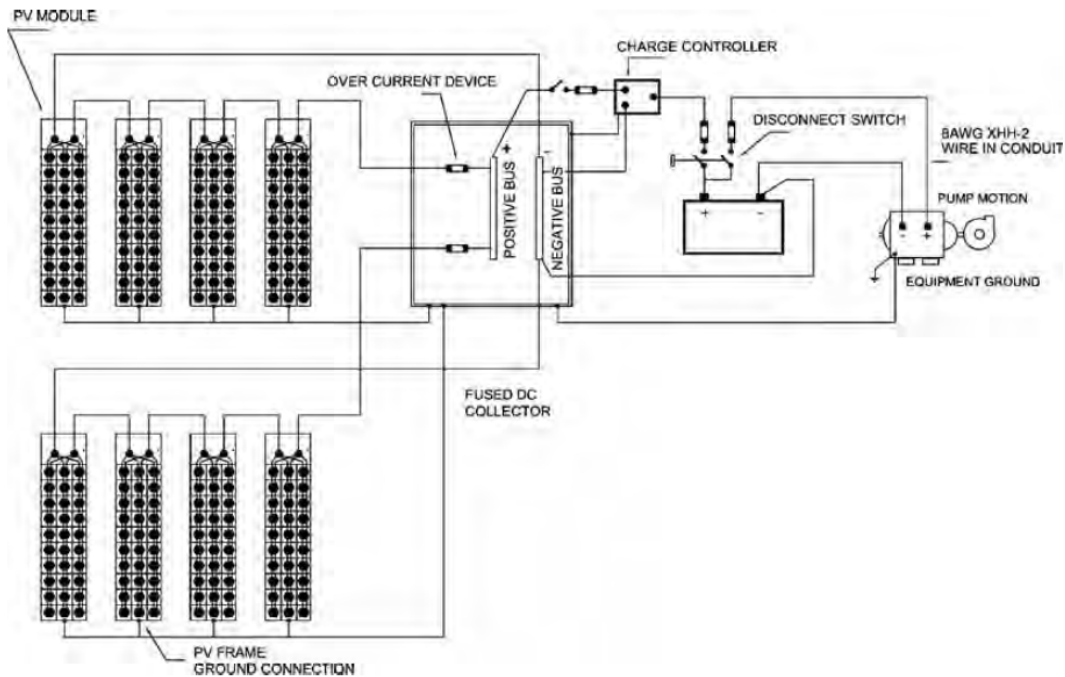 PV MODULE
CHARGE CONTROLLER
OVER CURRENT DEVICE
DISCONNECT SWITCH
8AWG XHH-2
WIRE IN CONDUIT
POSITIVE BUS +
NEGATIVE BUS -
+ -
PUMP MOTION
- +
EQUIPMENT GROUND
FUSED DC
COLLECTOR
PV FRAME
GROUND CONNECTION